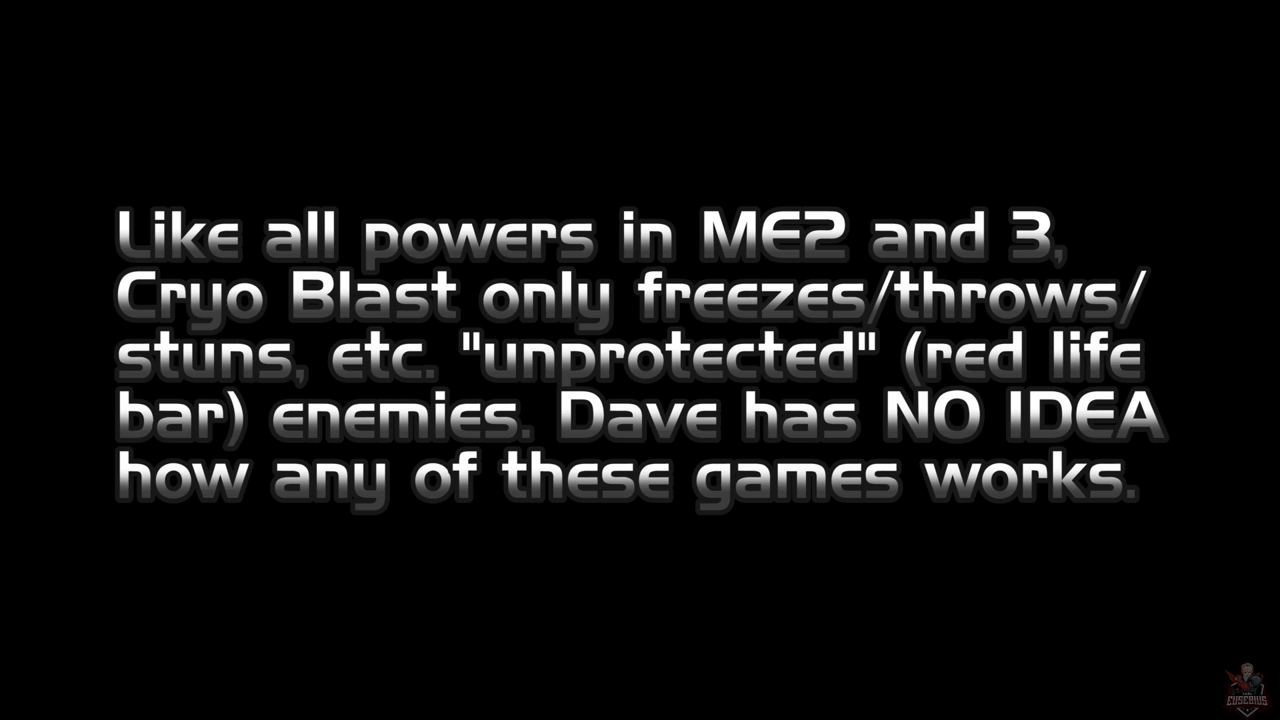 Like all powers in ME2 and 3,
Cryo Blast only freezes/throws/
stuns, etc. "unprotected" (red life
bar) enemies. Dave has NO IDEA
how any of these games works.
EUSEBIUS